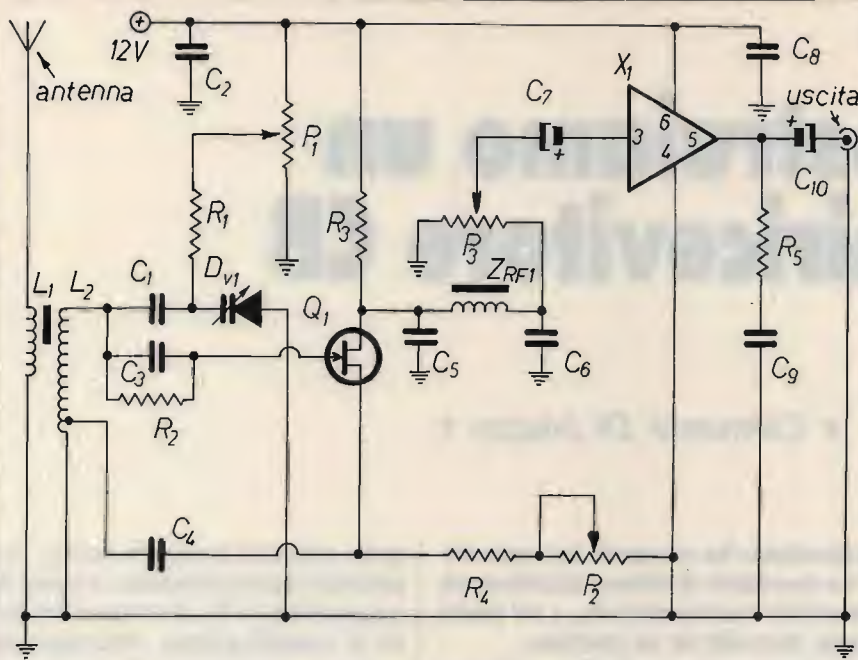 12V
antenna
C2
P1
R1
R3
L1
L2
C1
Dv1
C3
R2
Q1
C4
C5
ZRF1
P3
C6
C7
X1
3
6
4
5
C8
uscita
C10
R5
C9
R4
P2